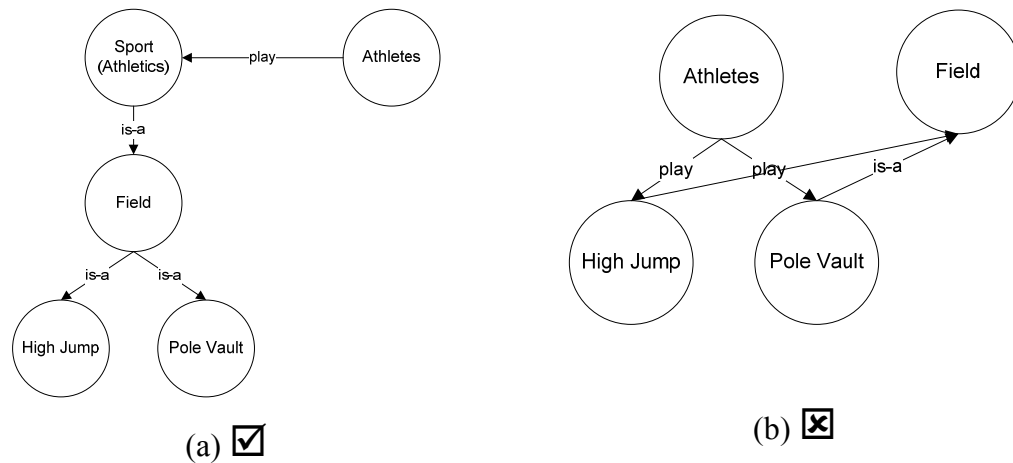 Sport
(Athletics)
play
Athletes
is-a
Field
is-a
is-a
High Jump
Pole Vault
(a) ☑
Athletes
Field
play
play
is-a
High Jump
Pole Vault
(b) ☒